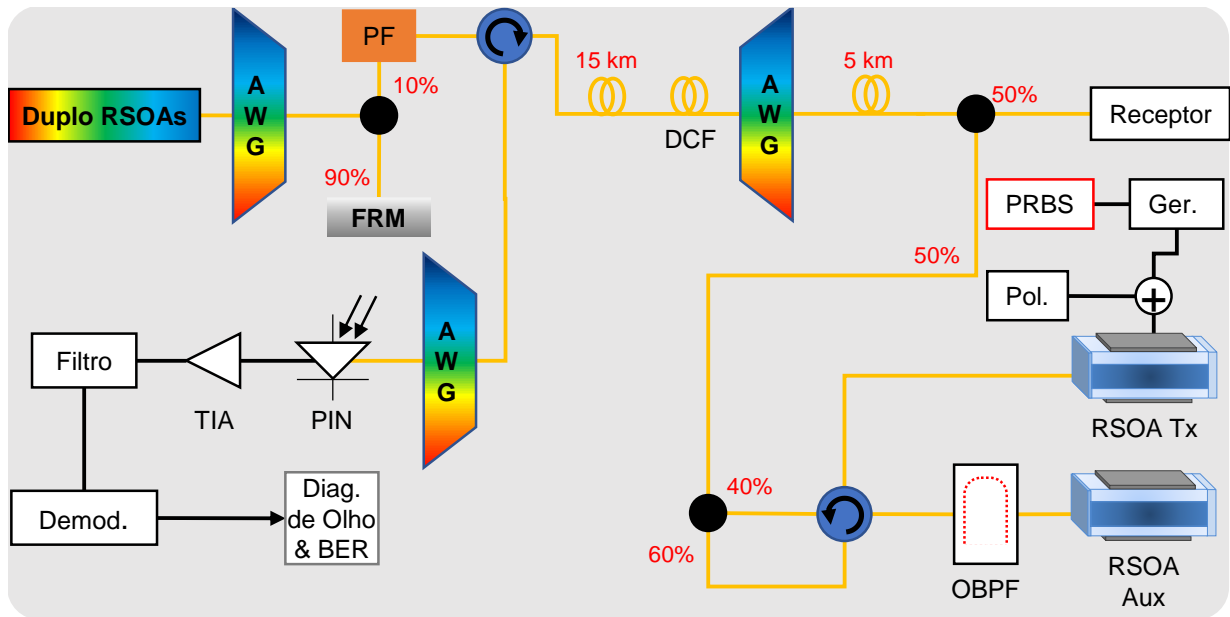 PF
15 km
5 km
A
W
G
A
W
G
10%
50%
Duplo RSOAs
DCF
Receptor
90%
FRM
PRBS
Ger.
50%
Pol.
+
A
W
G
Filtro
TIA
PIN
RSOA Tx
40%
Demod.
Diag.
de Olho
& BER
60%
OBPF
RSOA
Aux